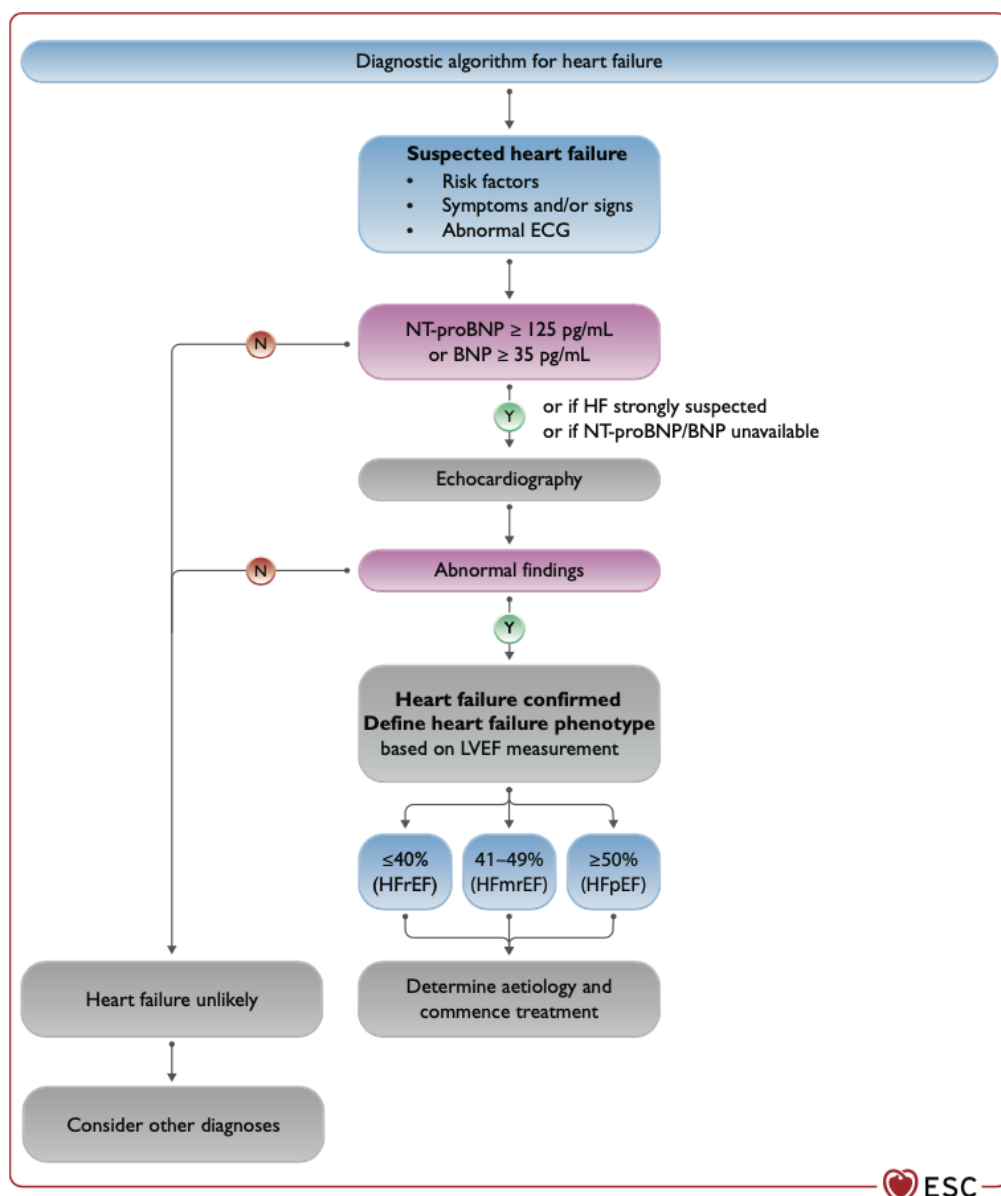 Diagnostic algorithm for heart failure
Suspected heart failure
• Risk factors
• Symptoms and/or signs
• Abnormal ECG
N
NT-proBNP ≥ 125 pg/mL
or BNP ≥ 35 pg/mL
Y
or if HF strongly suspected
or if NT-proBNP/BNP unavailable
Echocardiography
N
Abnormal findings
Y
Heart failure confirmed
Define heart failure phenotype
based on LVEF measurement
≤40%
(HFrEF)
41–49%
(HFmrEF)
≥50%
(HFpEF)
Heart failure unlikely
Determine aetiology and
commence treatment
Consider other diagnoses
ESC